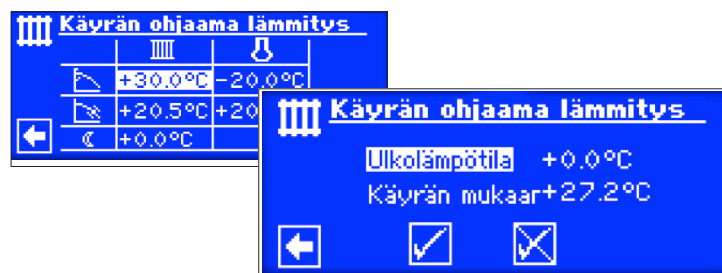 Käyrän ohjaama lämmitys
+30.0°C -20.0°C
+20.5°C +20
+0.0°C
Käyrän ohjaama lämmitys
Ulkolämpötila +0.0°C
Käyrän mukaar+27.2°C